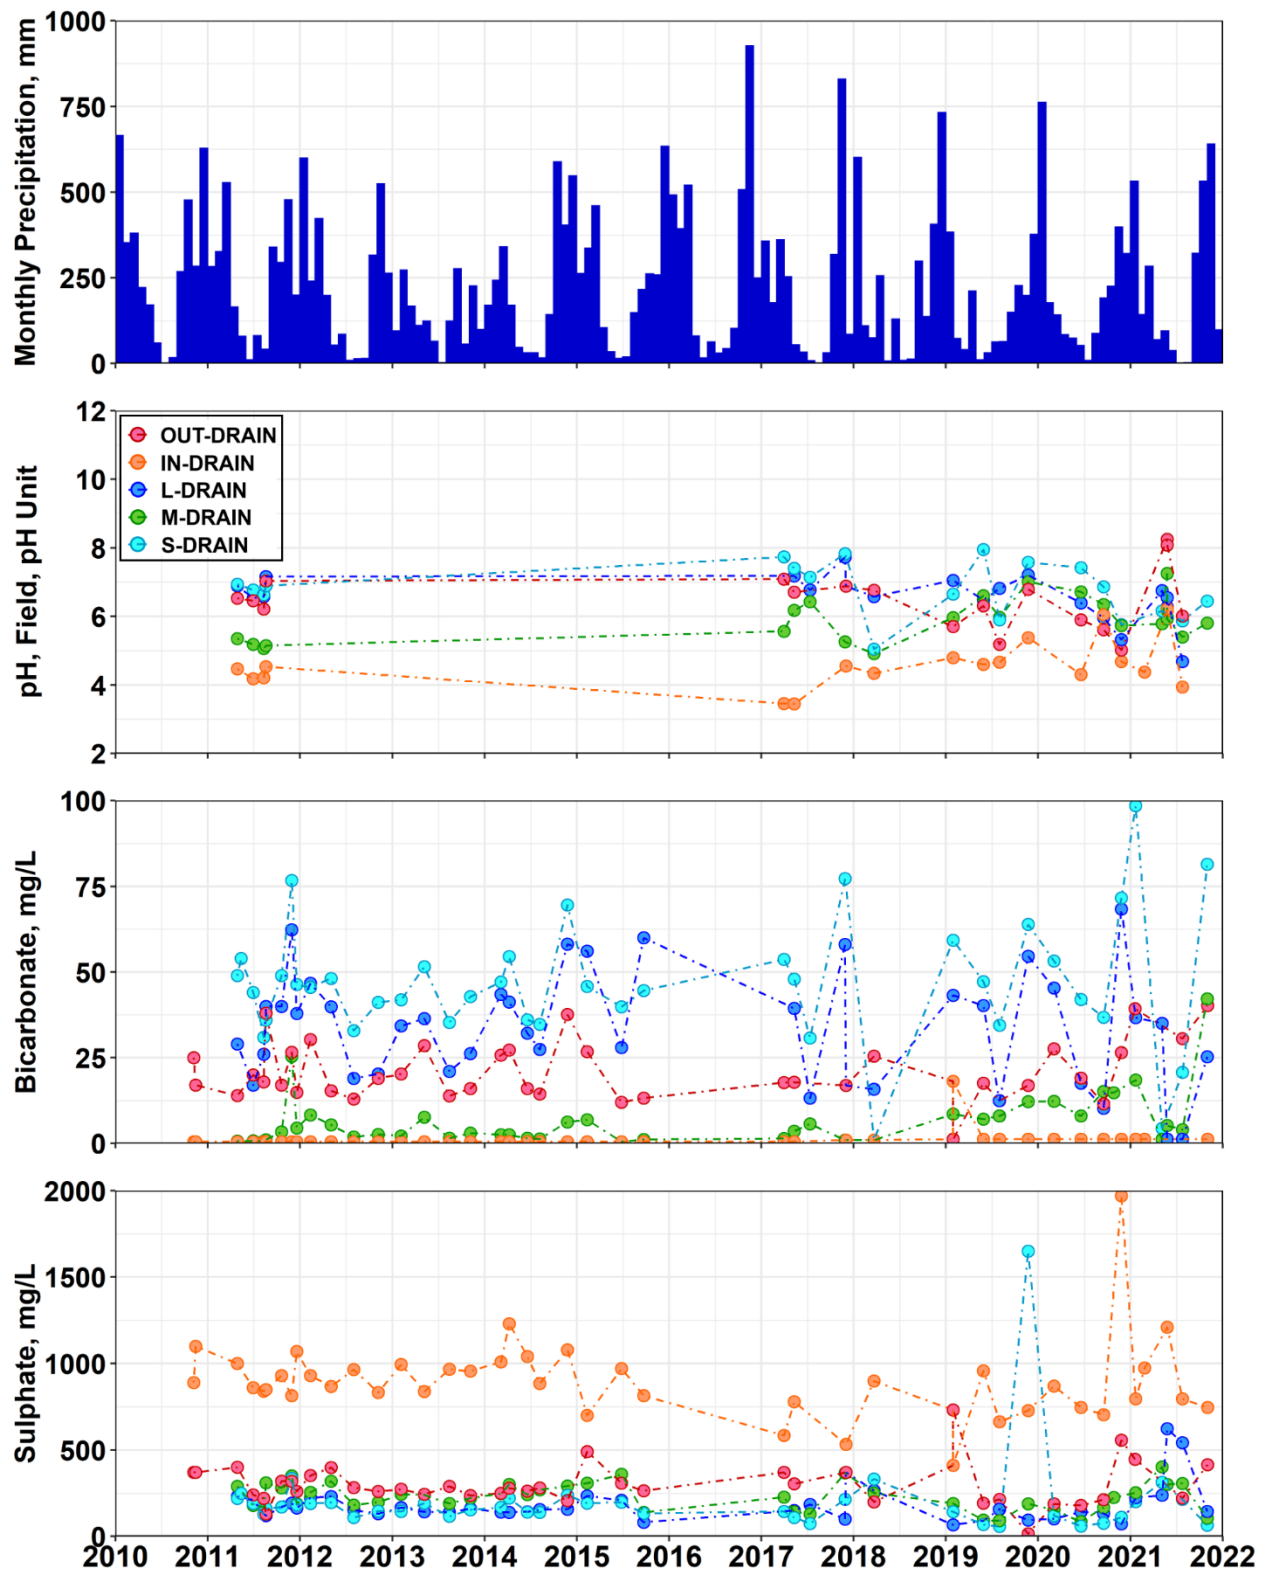 Monthly Precipitation, mm
1000
750
500
250
0
2010 2011 2012 2013 2014 2015 2016 2017 2018 2019 2020 2021 2022
pH, Field, pH Unit
12
10
8
6
4
2
OUT-DRAIN
IN-DRAIN
L-DRAIN
M-DRAIN
S-DRAIN
Bicarbonate, mg/L
100
75
50
25
0
Sulphate, mg/L
2000
1500
1000
500
0